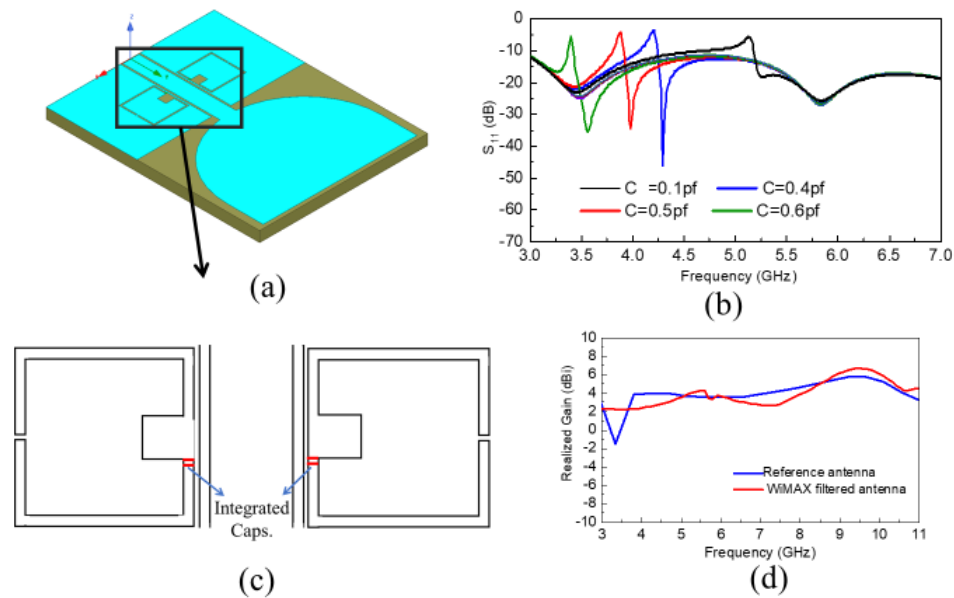 (a)
0
-10
-20
-30
-40
-50
-60
-70
S11 (dB)
C =0.1pf
C=0.4pf
C=0.5pf
C=0.6pf
3.0 3.5 4.0 4.5 5.0 5.5 6.0 6.5 7.0
Frequency (GHz)
(b)
Integrated
Caps.
(c)
10
8
6
4
2
0
-2
-4
-6
-8
-10
Realized Gain (dBi)
Reference antenna
WiMAX filtered antenna
3 4 5 6 7 8 9 10 11
Frequency (GHz)
(d)